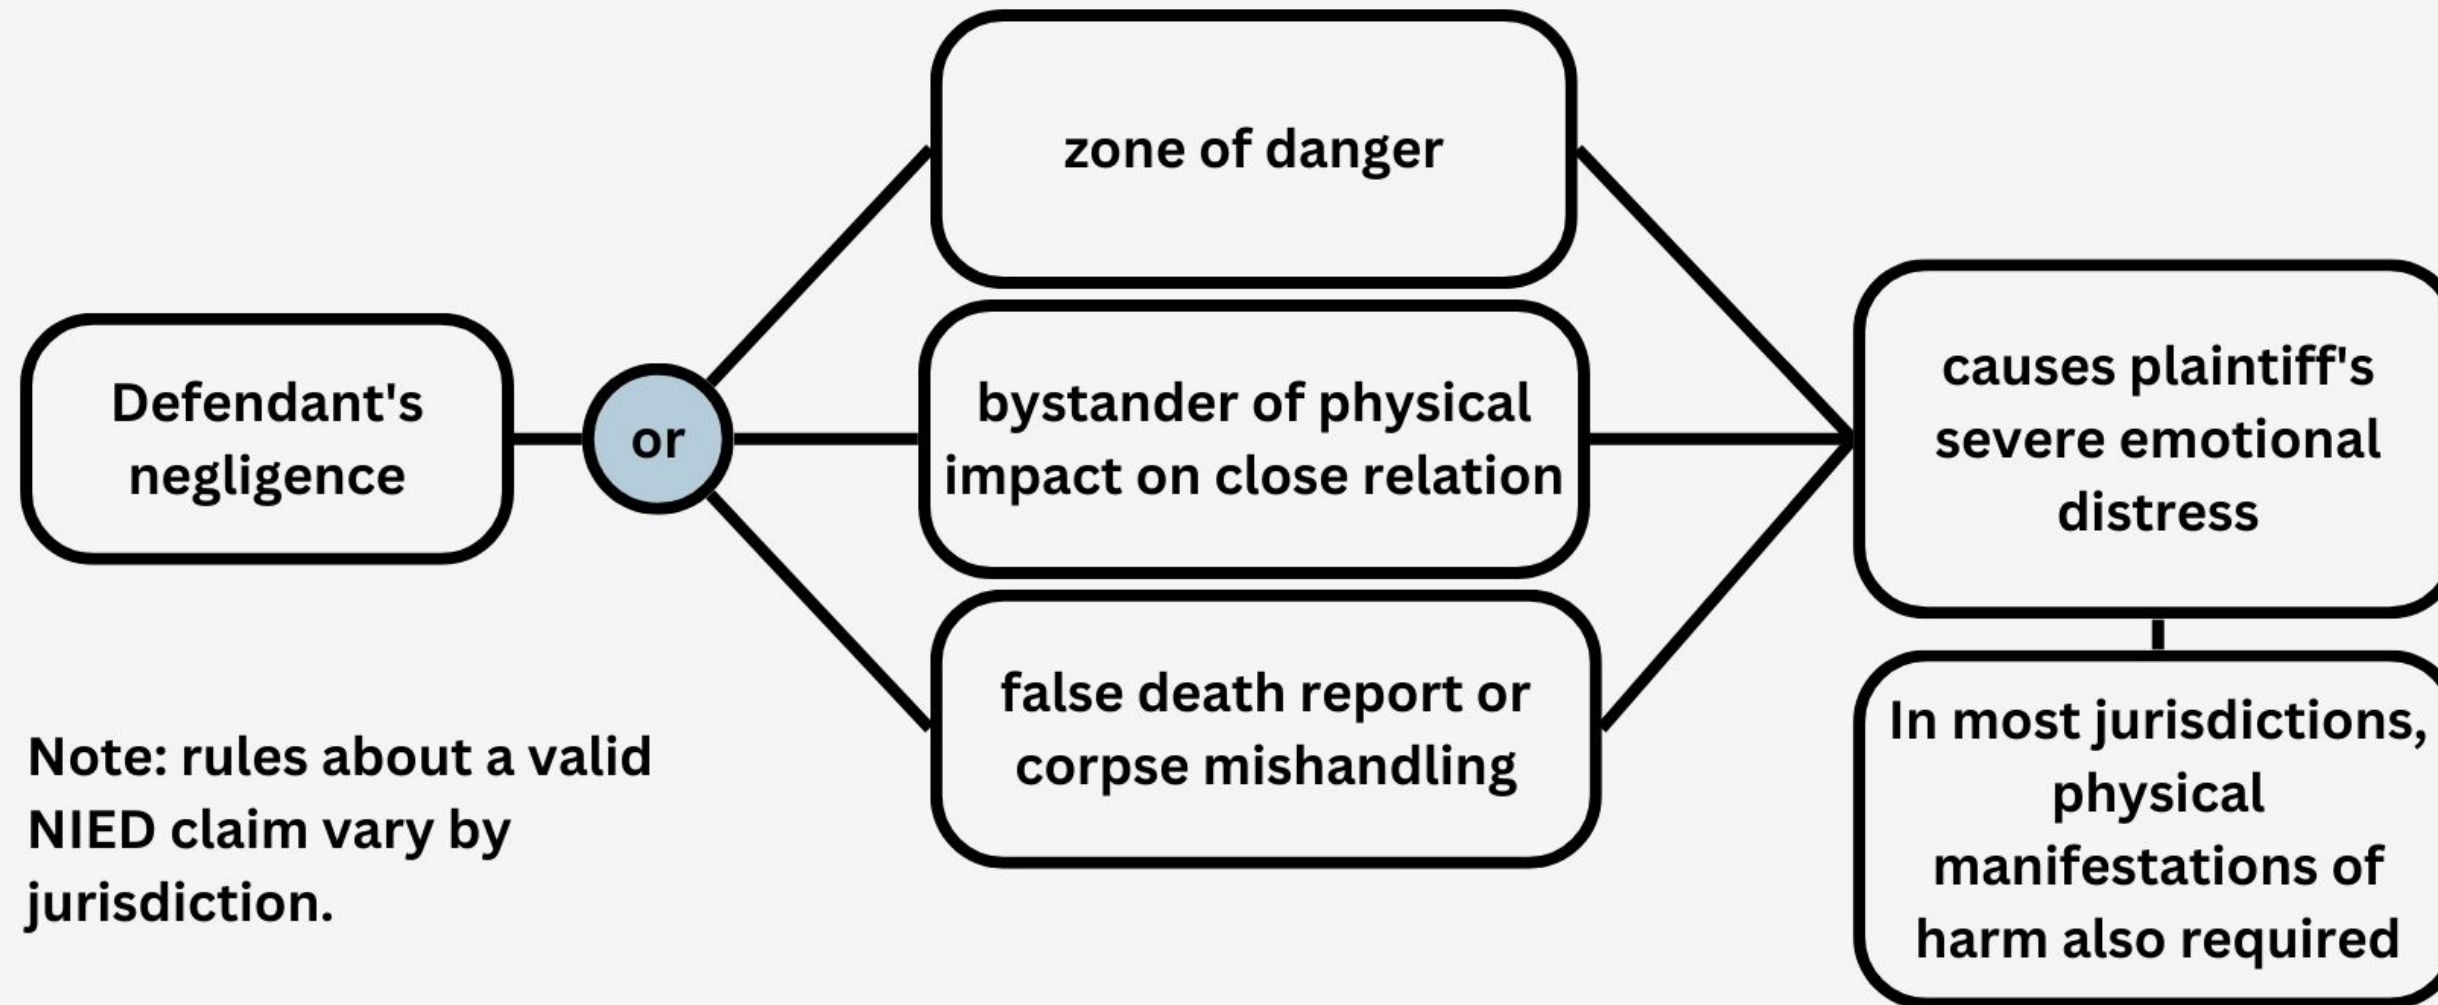 Defendant's
negligence
or
zone of danger
bystander of physical
impact on close relation
false death report or
corpse mishandling
causes plaintiff's
severe emotional
distress
In most jurisdictions,
physical
manifestations of
harm also required
Note: rules about a valid
NIED claim vary by
jurisdiction.